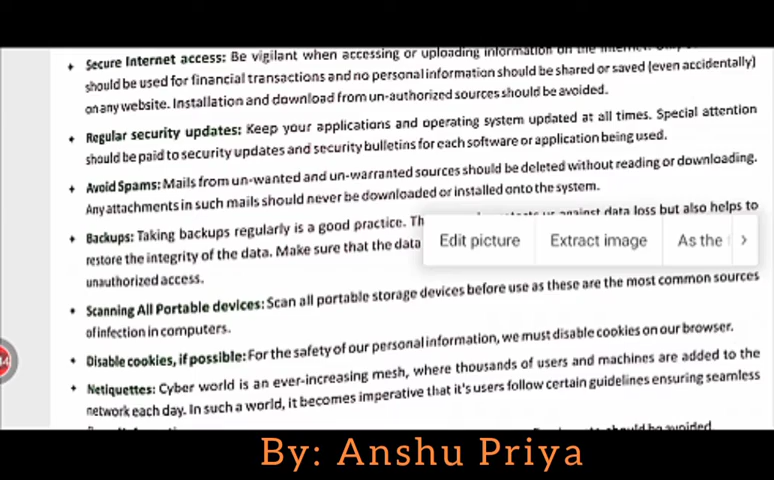 Secure Internet access: Be vigilant when accessing or uploading information on the Internet.
should be used for financial transactions and no personal information should be shared or saved (even accidentally)
on any website. Installation and download from un-authorized sources should be avoided.
Regular security updates: Keep your applications and operating system updated at all times. Special attention
should be paid to security updates and security bulletins for each software or application being used.
Avoid Spams: Mails from un-wanted and un-warranted sources should be deleted without reading or downloading.
Any attachments in such mails should never be downloaded or installed onto the system.
Backups: Taking backups regularly is a good practice. against data loss but also helps to
restore the integrity of the data. Make sure that the data
Edit picture Extract image As the
unauthorized access.
Scanning All Portable devices: Scan all portable storage devices before use as these are the most common sources
of infection in computers.
Disable cookies, if possible: For the safety of our personal information, we must disable cookies on our browser.
Netiquettes: Cyber world is an ever-increasing mesh, where thousands of users and machines are added to the
network each day. In such a world, it becomes imperative that it's users follow certain guidelines ensuring seamless
By: Anshu Priya